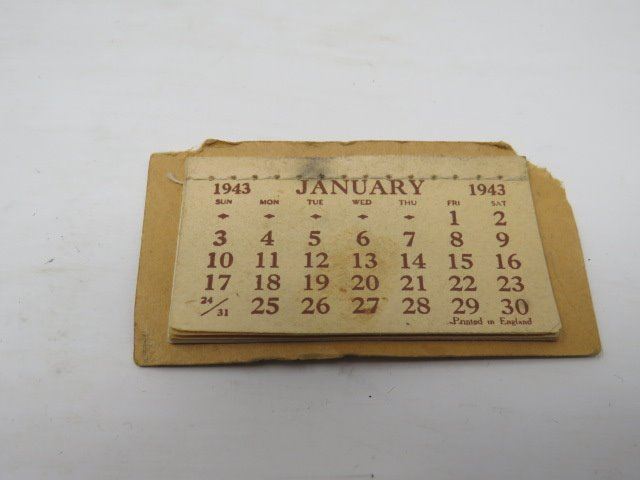 1943 JANUARY 1943
SUN MON TUE WED THU FRI SAT
1 2
3 4 5 6 7 8 9
10 11 12 13 14 15 16
17 18 19 20 21 22 23
24/31 25 26 27 28 29 30
Printed in England